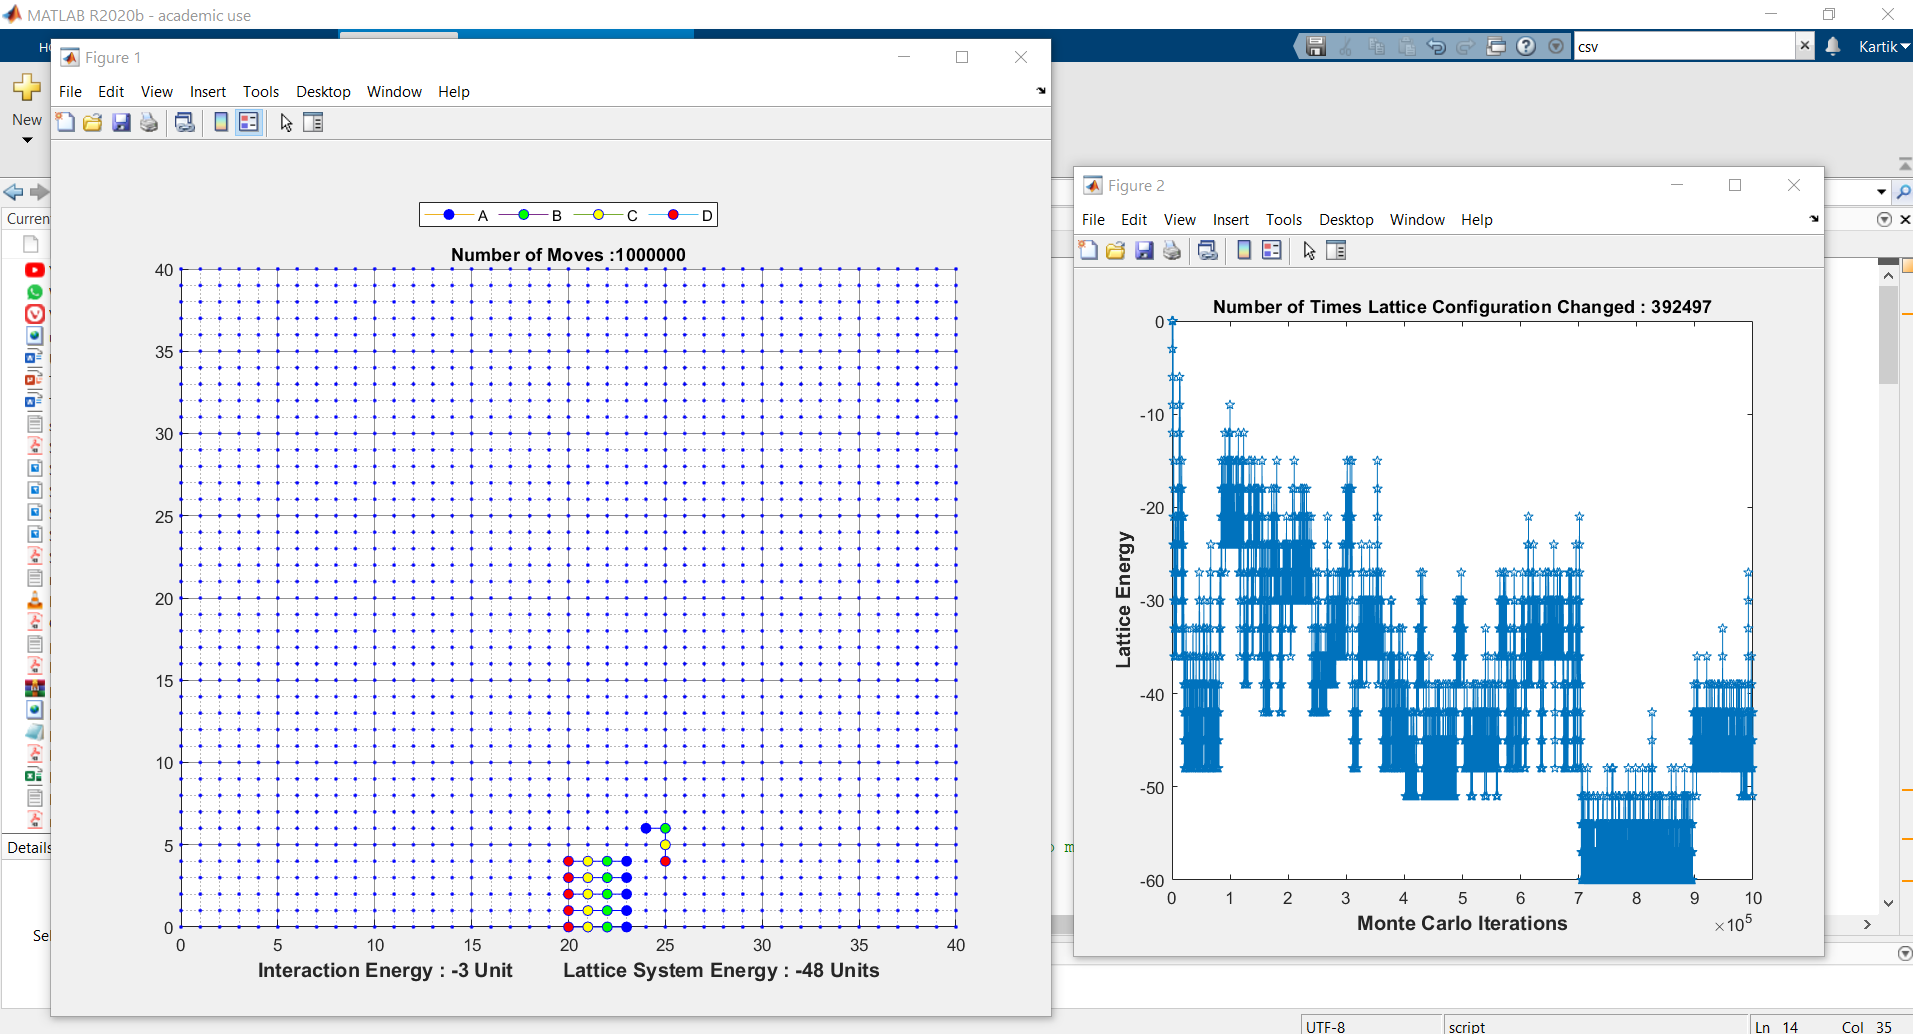 MATLAB R2020b - academic use
csv
Kartik
New
Figure 1
File Edit View Insert Tools Desktop Window Help
A B C D
Number of Moves :1000000
40
35
30
25
20
15
10
5
0
0 5 10 15 20 25 30 35 40
Interaction Energy : -3 Unit Lattice System Energy : -48 Units
Figure 2
File Edit View Insert Tools Desktop Window Help
Number of Times Lattice Configuration Changed : 392497
0
-10
-20
-30
-40
-50
-60
Lattice Energy
0 1 2 3 4 5 6 7 8 9 10
Monte Carlo Iterations
×10^5
Details
UTF-8 script Ln 14 Col 35